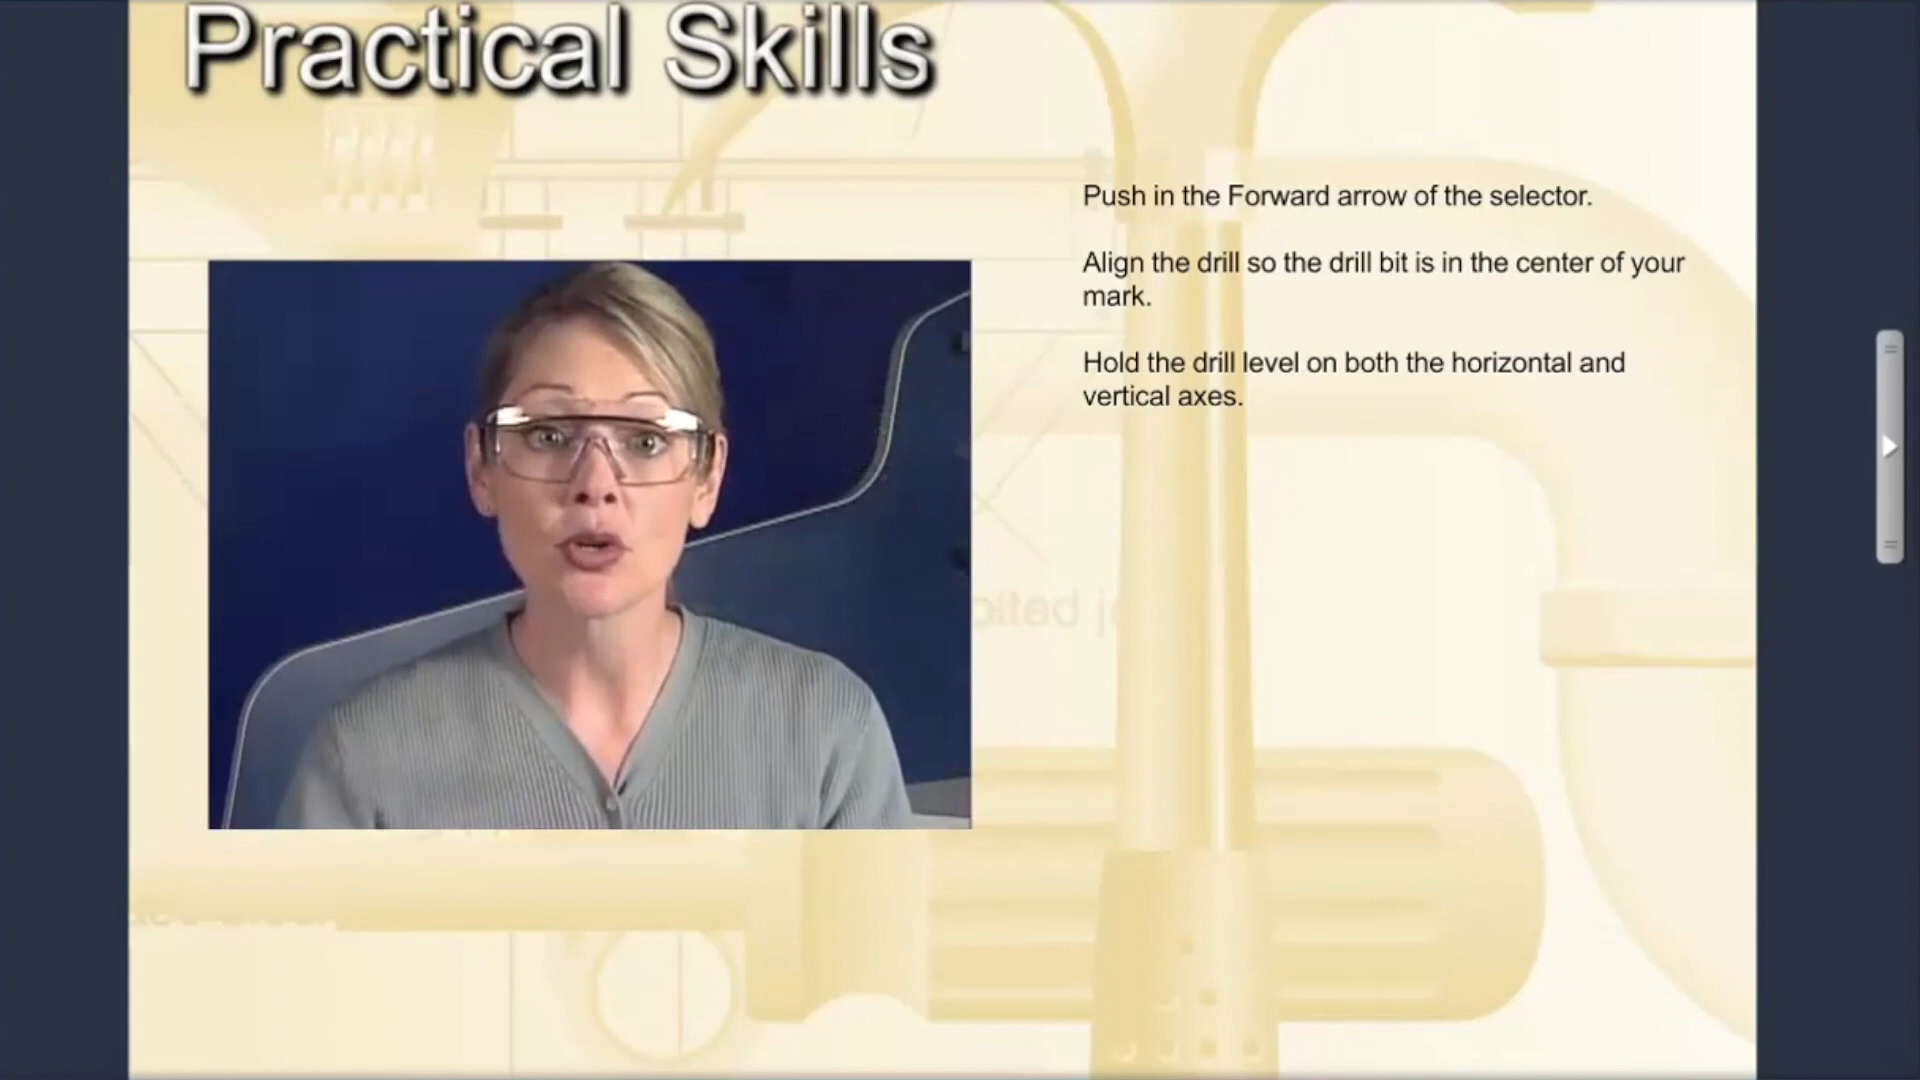 Practical Skills
Push in the Forward arrow of the selector.
Align the drill so the drill bit is in the center of your
mark.
Hold the drill level on both the horizontal and
vertical axes.